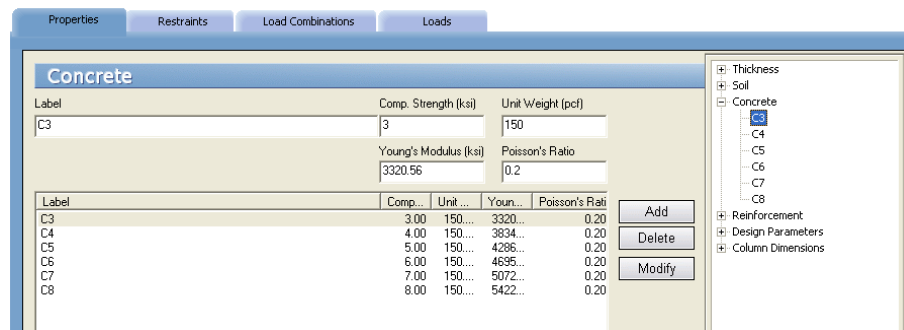 Properties Restraints Load Combinations Loads
Concrete
Label Comp. Strength (ksi) Unit Weight (pcf)
C3 3 150
Young's Modulus (ksi) Poisson's Ratio
3320.56 0.2
Label Comp... Unit ... Youn... Poisson's Rati
C3 3.00 150.... 3320... 0.20
C4 4.00 150.... 3834... 0.20
C5 5.00 150.... 4286... 0.20
C6 6.00 150.... 4695... 0.20
C7 7.00 150.... 5072... 0.20
C8 8.00 150.... 5422... 0.20
Add
Delete
Modify
Thickness
Soil
Concrete
C3
C4
C5
C6
C7
C8
Reinforcement
Design Parameters
Column Dimensions